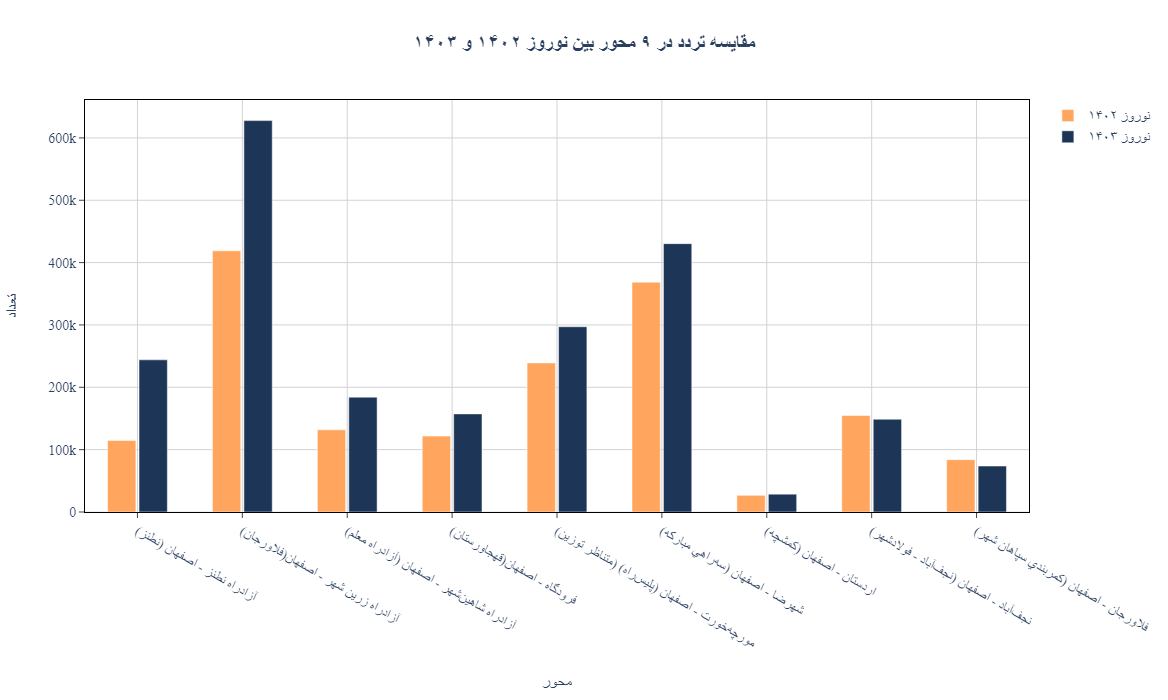 مقایسه تردد در ۹ محور بین نوروز ۱۴۰۲ و ۱۴۰۳
نوروز ۱۴۰۲
نوروز ۱۴۰۳
تعداد
600k
500k
400k
300k
200k
100k
0
آزادراه نطنز - اصفهان (نطنز)
آزادراه زرین شهر - اصفهان(فلاورجان)
آزادراه شاهین‌شهر - اصفهان (آزادراه معلم)
فرودگاه - اصفهان(قهجاورستان)
مورچه‌خورت - اصفهان (پلیس‌راه) (متناظر توزین)
شهرضا - اصفهان (سه‌راهي مبارکه)
اردستان - اصفهان (کمشچه)
نجف‌آباد - اصفهان (نجف‌آباد - فولادشهر)
فلاورجان - اصفهان (کمربندي سپاهان شهر)
محور